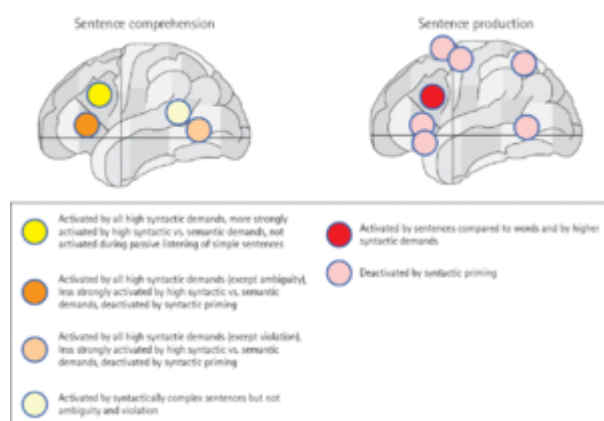 Sentence comprehension
Sentence production
Activated by all high syntactic demands, more strongly
activated by high syntactic vs. semantic demands, not
activated during passive listening of simple sentences
Activated by all high syntactic demands (except ambiguity),
less strongly activated by high syntactic vs. semantic
demands, deactivated by syntactic priming
Activated by all high syntactic demands (except violation),
less strongly activated by high syntactic vs. semantic
demands, deactivated by syntactic priming
Activated by syntactically complex sentences but not
ambiguity and violation
Activated by sentences compared to words and by higher
syntactic demands
Deactivated by syntactic priming